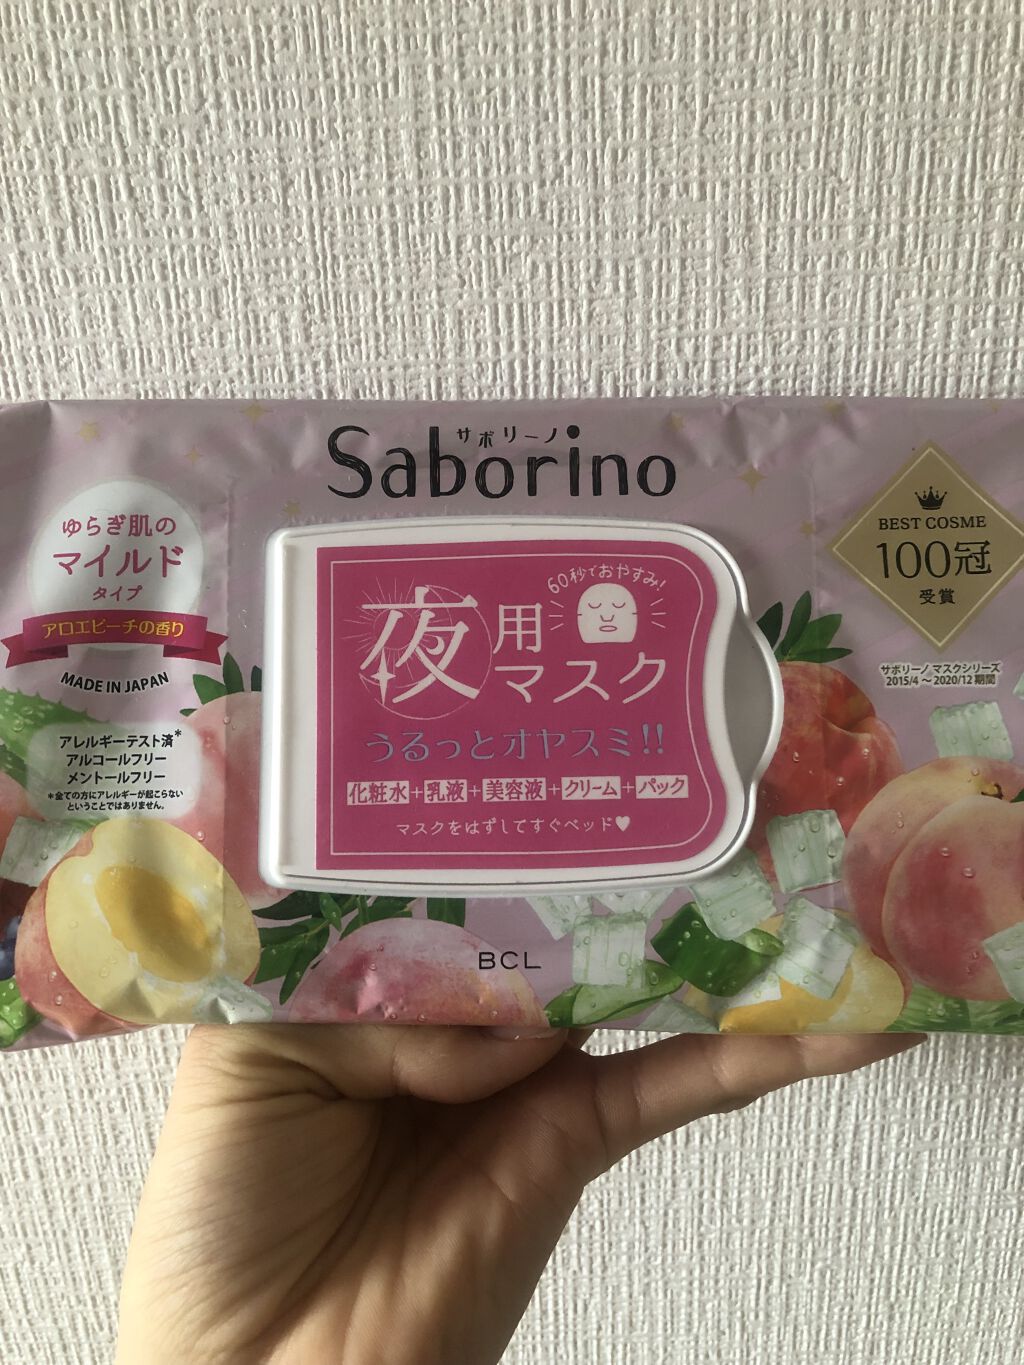 サボリーノ
Saborino
ゆらぎ肌の
マイルド
タイプ
アロエピーチの香り
MADE IN JAPAN
アレルギーテスト済*
アルコールフリー
メントールフリー
*全ての方にアレルギーが起こらない
ということではありません。
60秒でおやすみ!
夜用
マスク
うるっとオヤスミ!!
化粧水+乳液+美容液+クリーム+パック
マスクをはずしてすぐベッド♥
BCL
BEST COSME
100冠
受賞
サボリーノ マスクシリーズ
2015/4 〜2020/12 期間